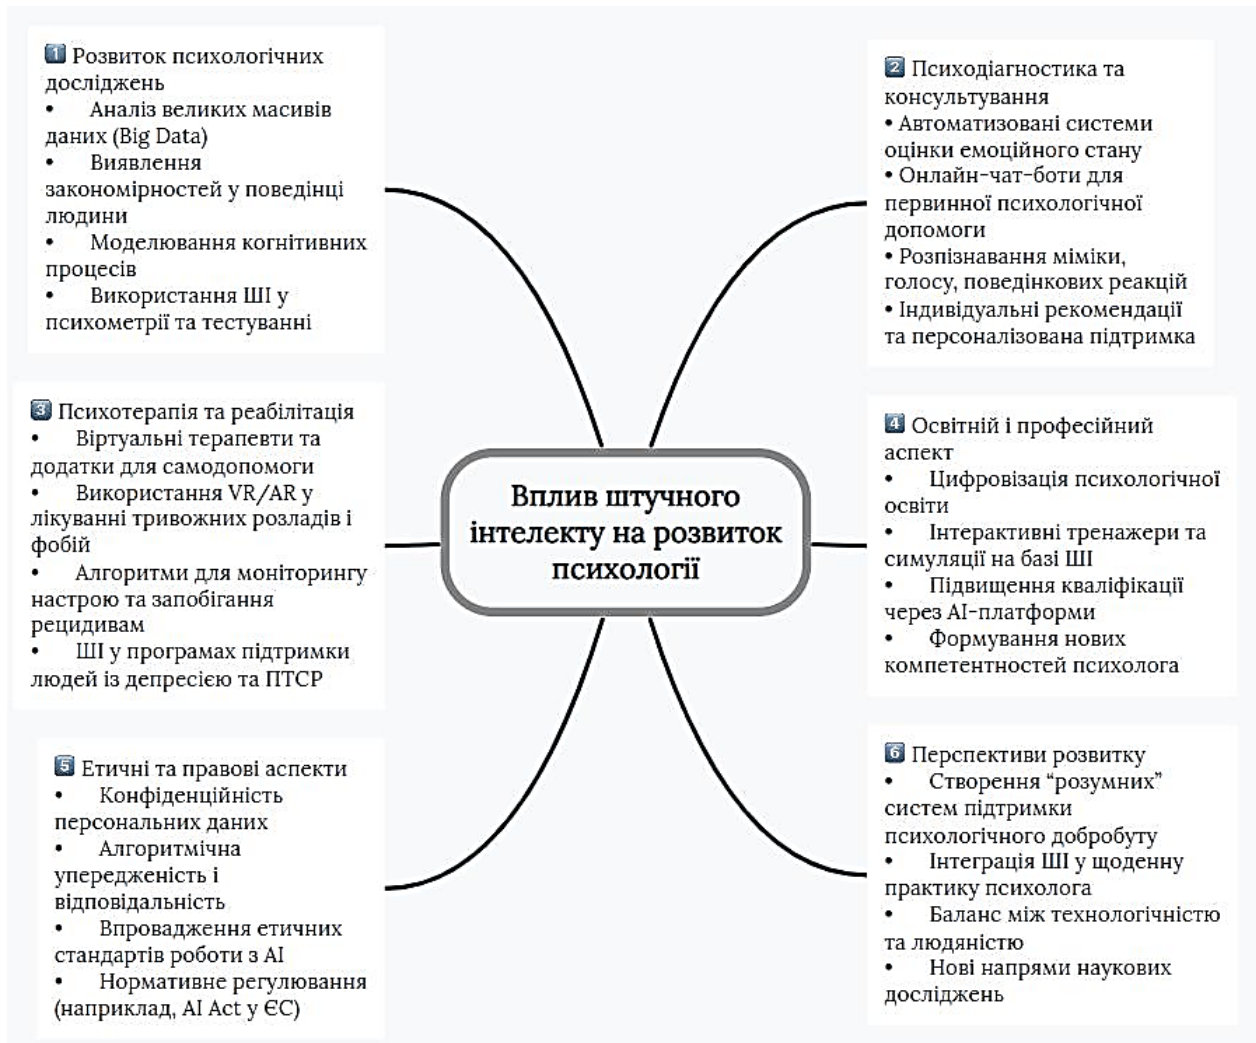 1️⃣ Розвиток психологічних
досліджень
• Аналіз великих масивів
даних (Big Data)
• Виявлення
закономірностей у поведінці
людини
• Моделювання когнітивних
процесів
• Використання ШІ у
психометрії та тестуванні
2️⃣ Психодіагностика та
консультування
• Автоматизовані системи
оцінки емоційного стану
• Онлайн-чат-боти для
первинної психологічної
допомоги
• Розпізнавання міміки,
голосу, поведінкових реакцій
• Індивідуальні рекомендації
та персоналізована підтримка
3️⃣ Психотерапія та реабілітація
• Віртуальні терапевти та
додатки для самодопомоги
• Використання VR/AR у
лікуванні тривожних розладів і
фобій
• Алгоритми для моніторингу
настрою та запобігання
рецидивам
• ШІ у програмах підтримки
людей із депресією та ПТСР
Вплив штучного
інтелекту на розвиток
психології
4️⃣ Освітній і професійний
аспект
• Цифровізація психологічної
освіти
• Інтерактивні тренажери та
симуляції на базі ШІ
• Підвищення кваліфікації
через AI-платформи
• Формування нових
компетентностей психолога
5️⃣ Етичні та правові аспекти
• Конфіденційність
персональних даних
• Алгоритмічна
упередженість і
відповідальність
• Впровадження етичних
стандартів роботи з AI
• Нормативне регулювання
(наприклад, AI Act у ЄС)
6️⃣ Перспективи розвитку
• Створення “розумних”
систем підтримки
психологічного добробуту
• Інтеграція ШІ у щоденну
практику психолога
• Баланс між технологічністю
та людяністю
• Нові напрями наукових
досліджень